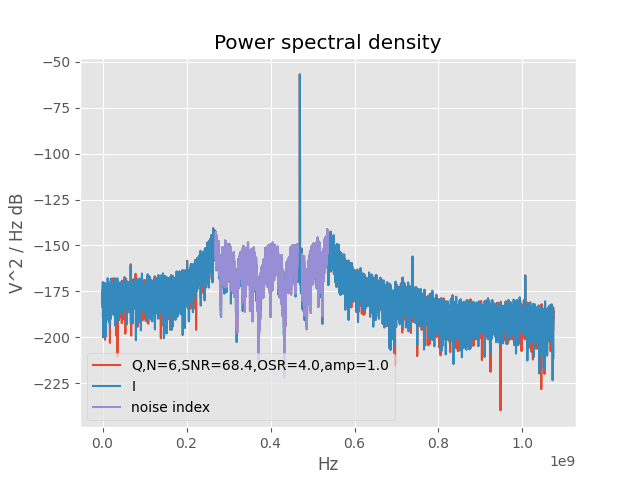 Power spectral density
V^2 / Hz dB
−50
−75
−100
−125
−150
−175
−200
−225
Q,N=6,SNR=68.4,OSR=4.0,amp=1.0
I
noise index
0.0 0.2 0.4 0.6 0.8 1.0
1e9
Hz